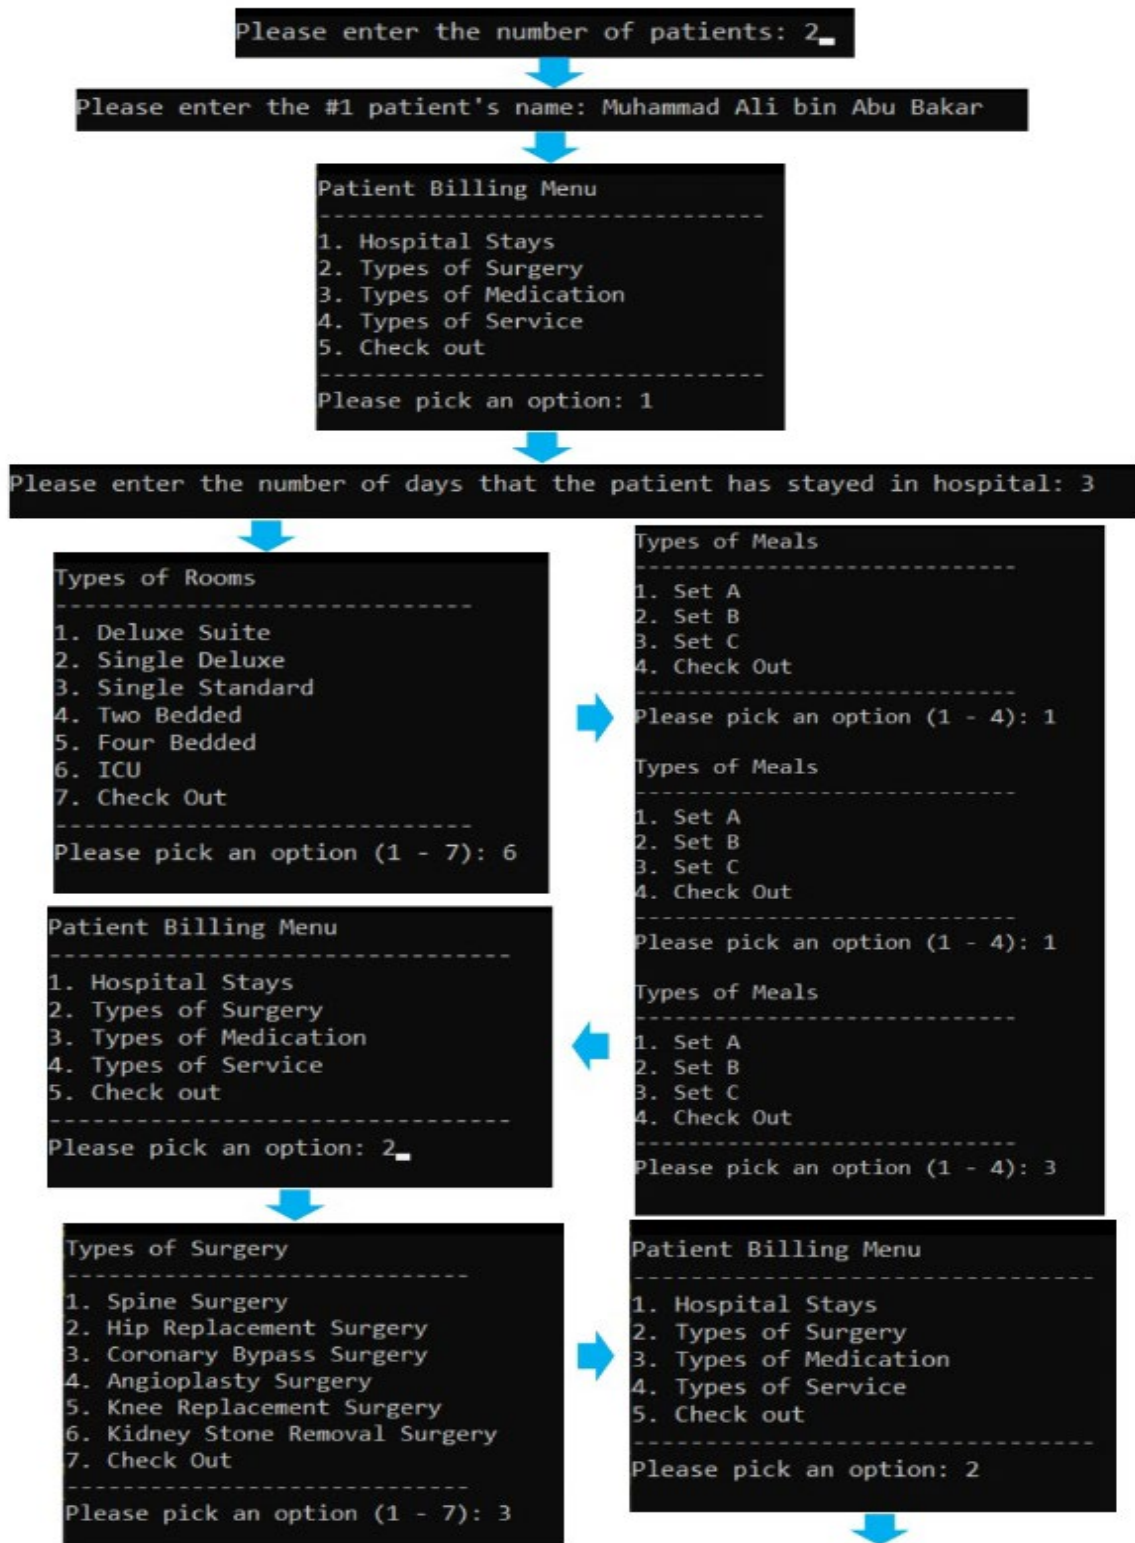 Please enter the number of patients: 2
Please enter the #1 patient's name: Muhammad Ali bin Abu Bakar
Patient Billing Menu
----------------------------------
1. Hospital Stays
2. Types of Surgery
3. Types of Medication
4. Types of Service
5. Check out
----------------------------------
Please pick an option: 1
Please enter the number of days that the patient has stayed in hospital: 3
Types of Rooms
------------------------------
1. Deluxe Suite
2. Single Deluxe
3. Single Standard
4. Two Bedded
5. Four Bedded
6. ICU
7. Check Out
------------------------------
Please pick an option (1 - 7): 6
Types of Meals
------------------------------
1. Set A
2. Set B
3. Set C
4. Check Out
------------------------------
Please pick an option (1 - 4): 1
Types of Meals
------------------------------
1. Set A
2. Set B
3. Set C
4. Check Out
------------------------------
Please pick an option (1 - 4): 1
Types of Meals
------------------------------
1. Set A
2. Set B
3. Set C
4. Check Out
------------------------------
Please pick an option (1 - 4): 3
Patient Billing Menu
----------------------------------
1. Hospital Stays
2. Types of Surgery
3. Types of Medication
4. Types of Service
5. Check out
----------------------------------
Please pick an option: 2
Types of Surgery
------------------------------
1. Spine Surgery
2. Hip Replacement Surgery
3. Coronary Bypass Surgery
4. Angioplasty Surgery
5. Knee Replacement Surgery
6. Kidney Stone Removal Surgery
7. Check Out
------------------------------
Please pick an option (1 - 7): 3
Patient Billing Menu
----------------------------------
1. Hospital Stays
2. Types of Surgery
3. Types of Medication
4. Types of Service
5. Check out
----------------------------------
Please pick an option: 2